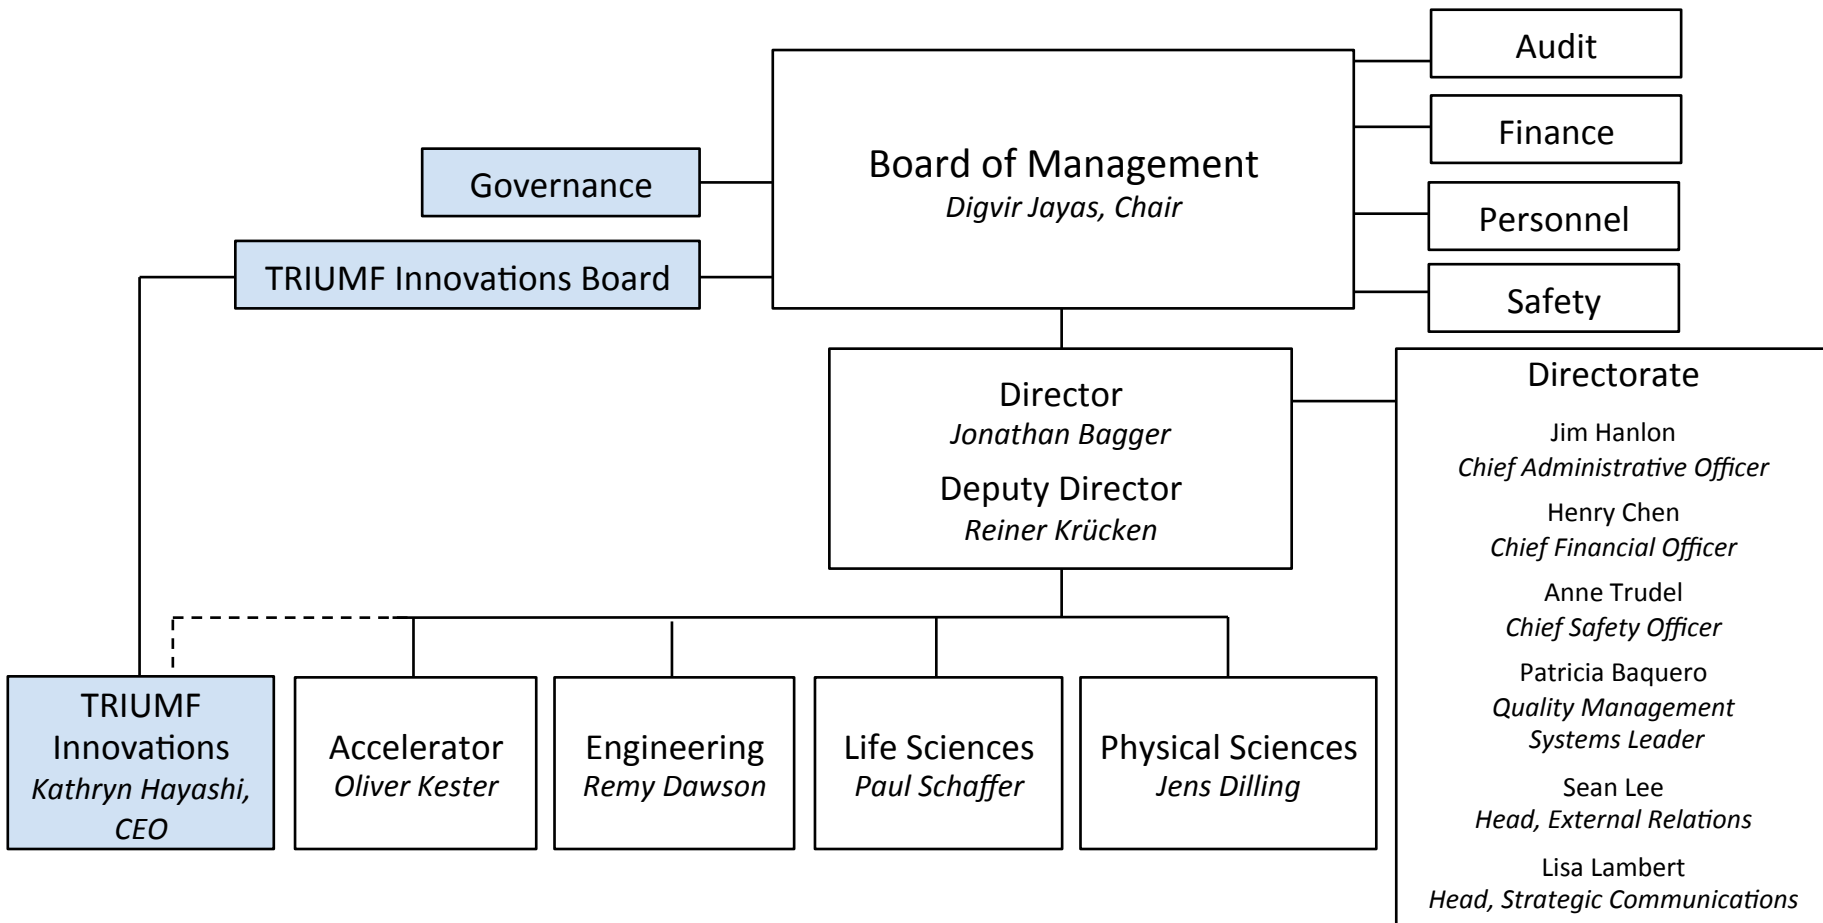 Audit
Finance
Personnel
Safety
Board of Management
Digvir Jayas, Chair
Governance
TRIUMF Innovations Board
Director
Jonathan Bagger
Deputy Director
Reiner Krücken
Directorate
Jim Hanlon
Chief Administrative Officer
Henry Chen
Chief Financial Officer
Anne Trudel
Chief Safety Officer
Patricia Baquero
Quality Management
Systems Leader
Sean Lee
Head, External Relations
Lisa Lambert
Head, Strategic Communications
TRIUMF
Innovations
Kathryn Hayashi,
CEO
Accelerator
Oliver Kester
Engineering
Remy Dawson
Life Sciences
Paul Schaffer
Physical Sciences
Jens Dilling